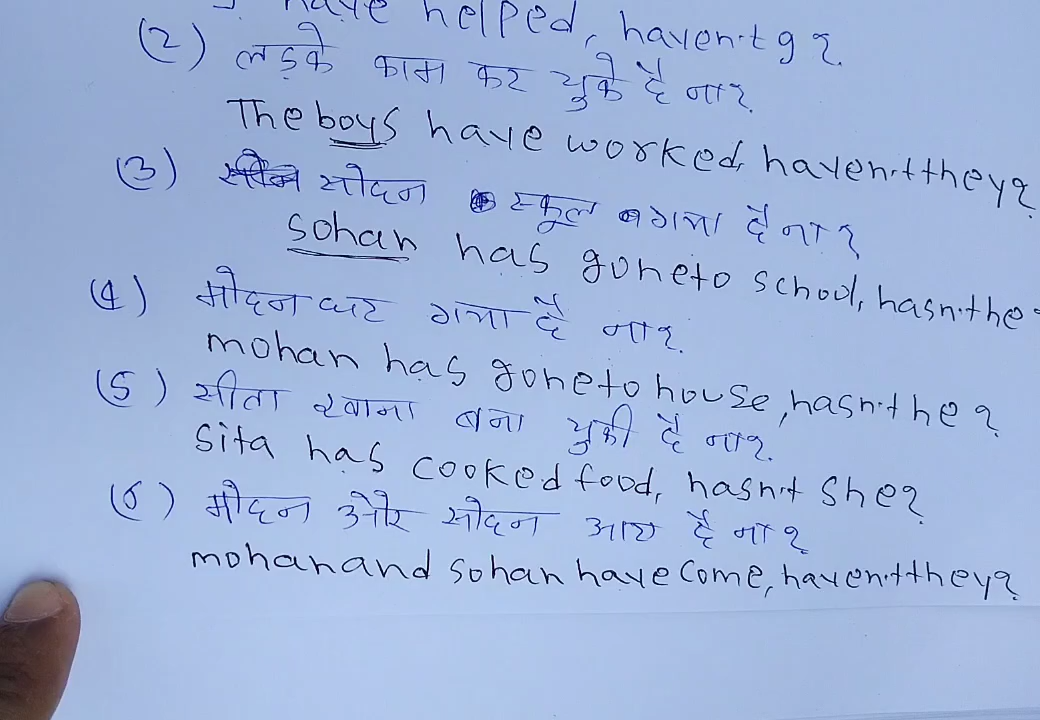 I have helped, haven't I?
(2) लड़के काम कर चुके है ना?
The boys have worked, haven't they?
(3) सोहन स्कूल गया है ना?
sohan has gone to school, hasn't he
(4) मोहन घर गया है ना?
mohan has gone to house, hasn't he?
(5) सीता खाना बना चुकी है ना?
Sita has cooked food, hasn't she?
(6) मोहन और सोहन आए है ना?
mohan and sohan have come, haven't they?